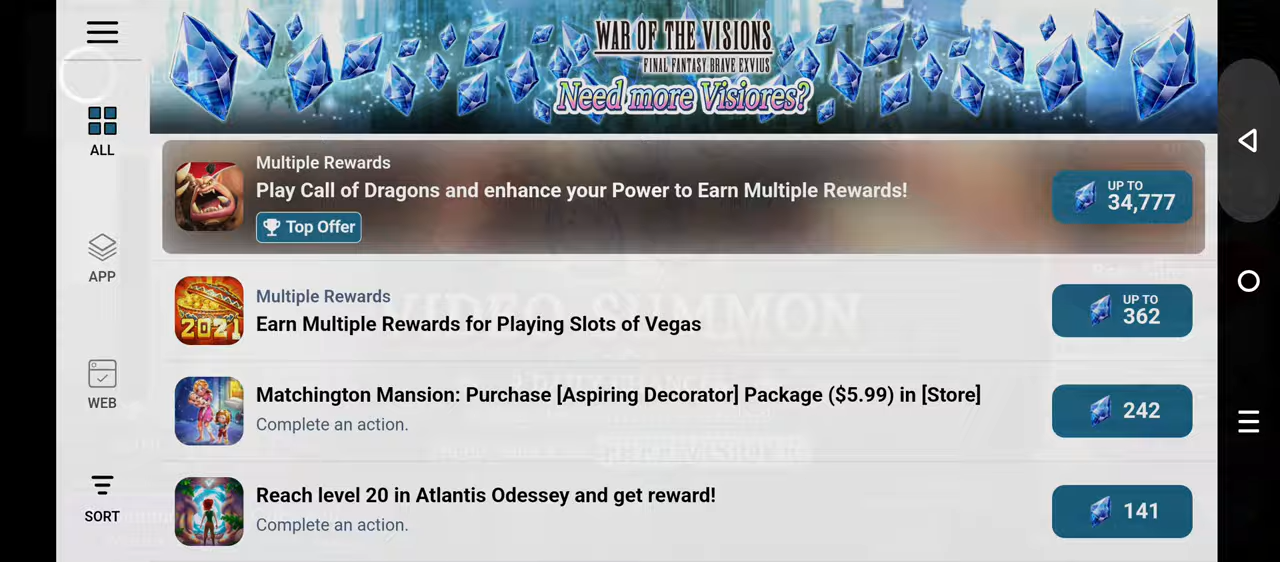 WAR OF THE VISIONS
FINAL FANTASY BRAVE EXVIUS
Need more Visiores?
ALL
APP
WEB
SORT
Multiple Rewards
Play Call of Dragons and enhance your Power to Earn Multiple Rewards!
Top Offer
UP TO
34,777
Multiple Rewards
Earn Multiple Rewards for Playing Slots of Vegas
2021
UP TO
362
Matchington Mansion: Purchase [Aspiring Decorator] Package ($5.99) in [Store]
Complete an action.
242
Reach level 20 in Atlantis Odessey and get reward!
Complete an action.
141
VIDEO SUMMON